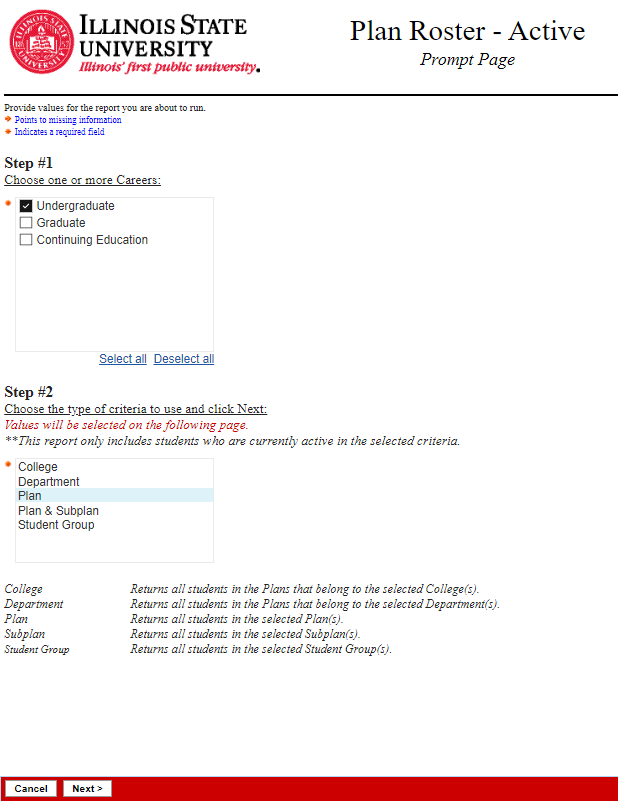 ILLINOIS STATE
UNIVERSITY
Illinois' first public university.
Plan Roster - Active
Prompt Page
Provide values for the report you are about to run.
Points to missing information
Indicates a required field
Step #1
Choose one or more Careers:
Undergraduate
Graduate
Continuing Education
Select all Deselect all
Step #2
Choose the type of criteria to use and click Next:
Values will be selected on the following page.
**This report only includes students who are currently active in the selected criteria.
College
Department
Plan
Plan & Subplan
Student Group
College Returns all students in the Plans that belong to the selected College(s).
Department Returns all students in the Plans that belong to the selected Department(s).
Plan Returns all students in the selected Plan(s).
Subplan Returns all students in the selected Subplan(s).
Student Group Returns all students in the selected Student Group(s).
Cancel Next >